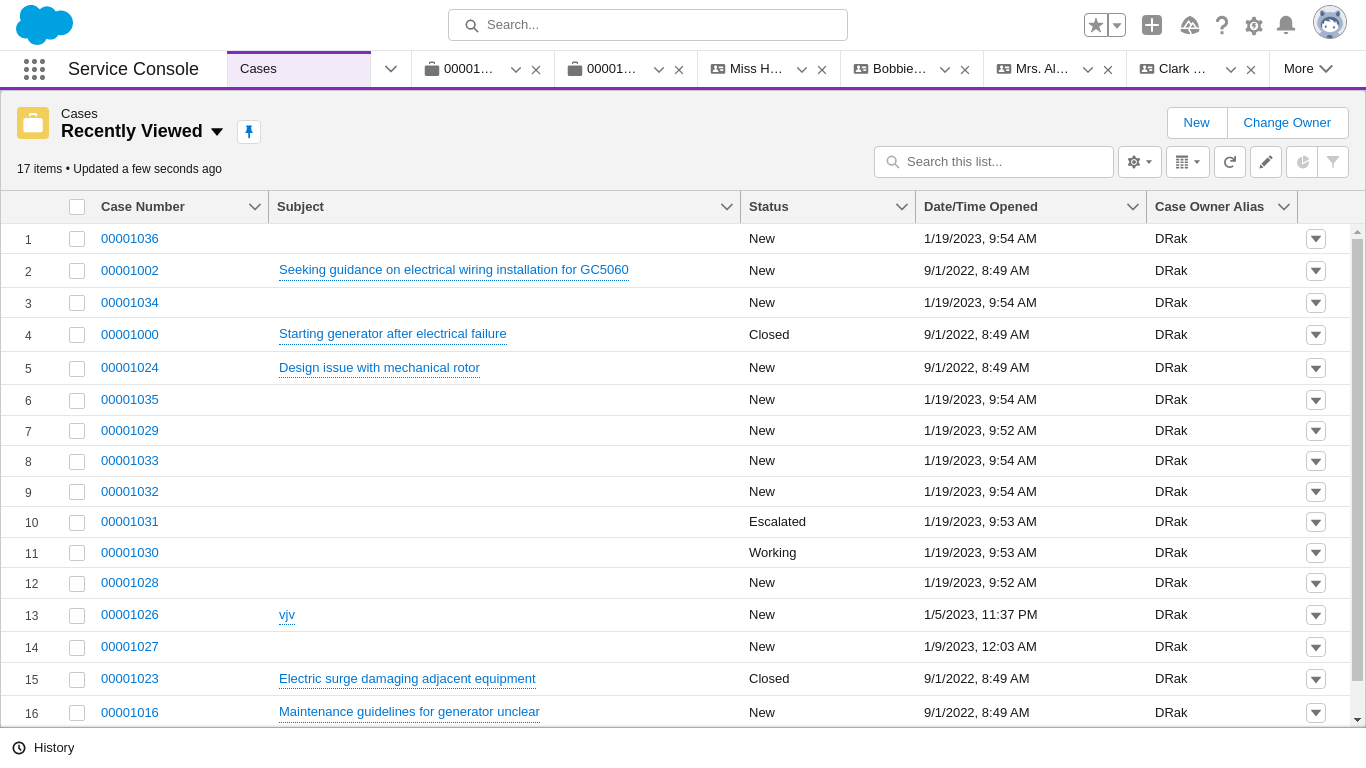 Search...
Service Console
Cases
00001…
00001…
Miss H…
Bobbie…
Mrs. Al…
Clark …
More
Cases
Recently Viewed
New
Change Owner
17 items • Updated a few seconds ago
Search this list...
Case Number Subject Status Date/Time Opened Case Owner Alias
1 00001036 New 1/19/2023, 9:54 AM DRak
2 00001002 Seeking guidance on electrical wiring installation for GC5060 New 9/1/2022, 8:49 AM DRak
3 00001034 New 1/19/2023, 9:54 AM DRak
4 00001000 Starting generator after electrical failure Closed 9/1/2022, 8:49 AM DRak
5 00001024 Design issue with mechanical rotor New 9/1/2022, 8:49 AM DRak
6 00001035 New 1/19/2023, 9:54 AM DRak
7 00001029 New 1/19/2023, 9:52 AM DRak
8 00001033 New 1/19/2023, 9:54 AM DRak
9 00001032 New 1/19/2023, 9:54 AM DRak
10 00001031 Escalated 1/19/2023, 9:53 AM DRak
11 00001030 Working 1/19/2023, 9:53 AM DRak
12 00001028 New 1/19/2023, 9:52 AM DRak
13 00001026 vjv New 1/5/2023, 11:37 PM DRak
14 00001027 New 1/9/2023, 12:03 AM DRak
15 00001023 Electric surge damaging adjacent equipment Closed 9/1/2022, 8:49 AM DRak
16 00001016 Maintenance guidelines for generator unclear New 9/1/2022, 8:49 AM DRak
History